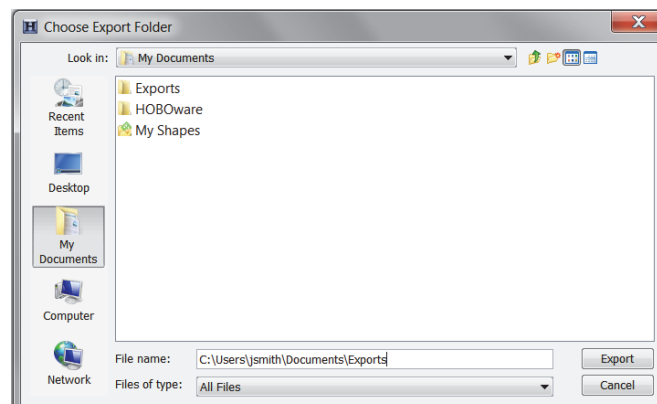 Choose Export Folder
Look in:
My Documents
Recent
Items
Desktop
My
Documents
Computer
Network
Exports
HOBOware
My Shapes
File name:
C:\Users\jsmith\Documents\Exports
Export
Files of type:
All Files
Cancel